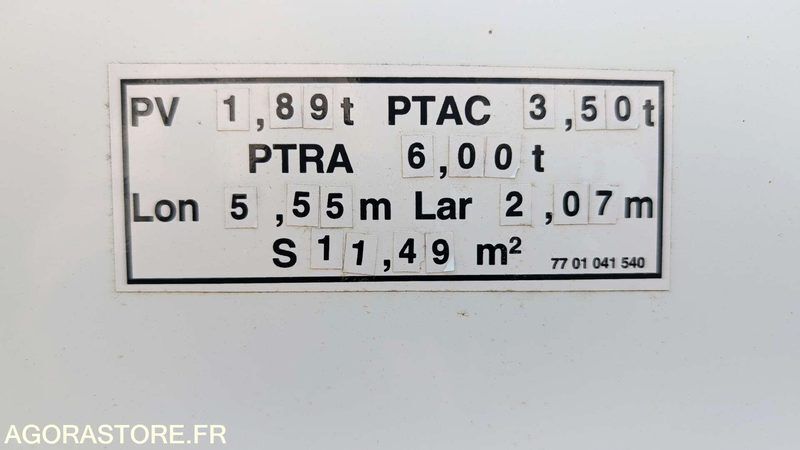 PV 1,89t PTAC 3,50t
PTRA 6,00t
Lon 5,55m Lar 2,07m
S 11,49 m²
77 01 041 540
AGORASTORE.FR